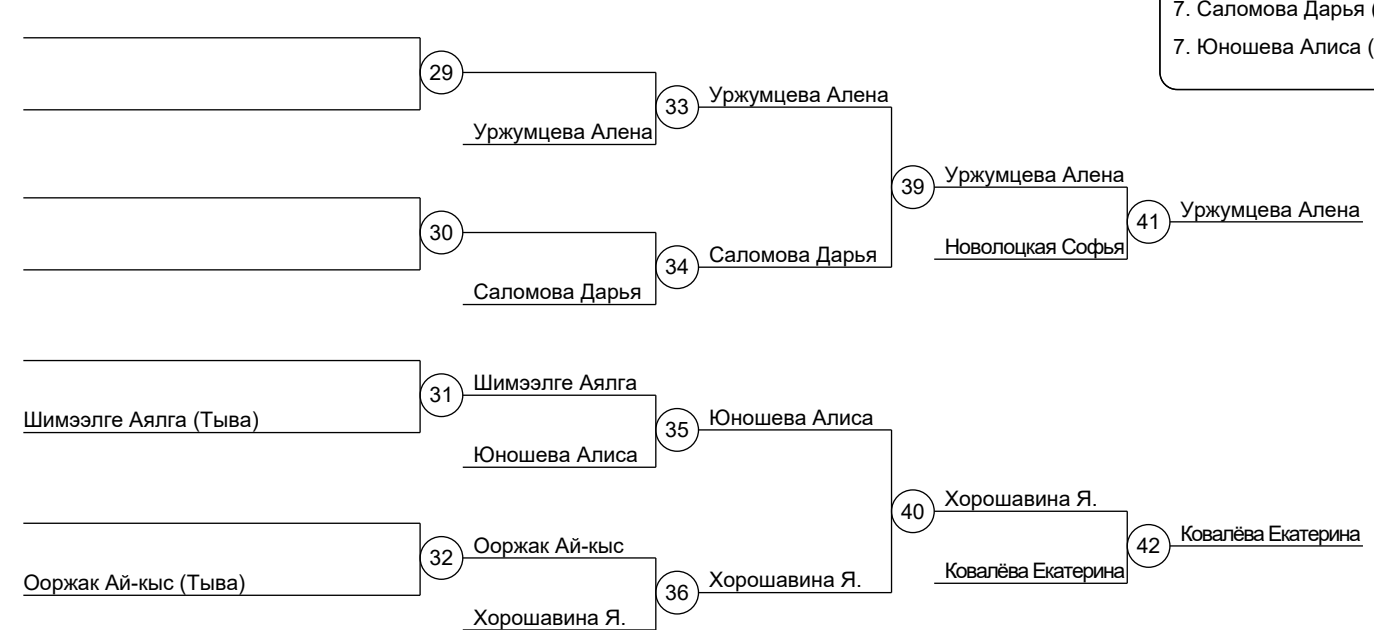 7. Саломова Дарья (
7. Юношева Алиса (
29
33
Уржумцева Алена
Уржумцева Алена
39
Уржумцева Алена
41
Уржумцева Алена
Новолоцкая Софья
30
34
Саломова Дарья
Саломова Дарья
31
Шимээлге Аялга
Шимээлге Аялга (Тыва)
35
Юношева Алиса
Юношева Алиса
40
Хорошавина Я.
42
Ковалёва Екатерина
Ковалёва Екатерина
32
Ооржак Ай-кыс
Ооржак Ай-кыс (Тыва)
36
Хорошавина Я.
Хорошавина Я.